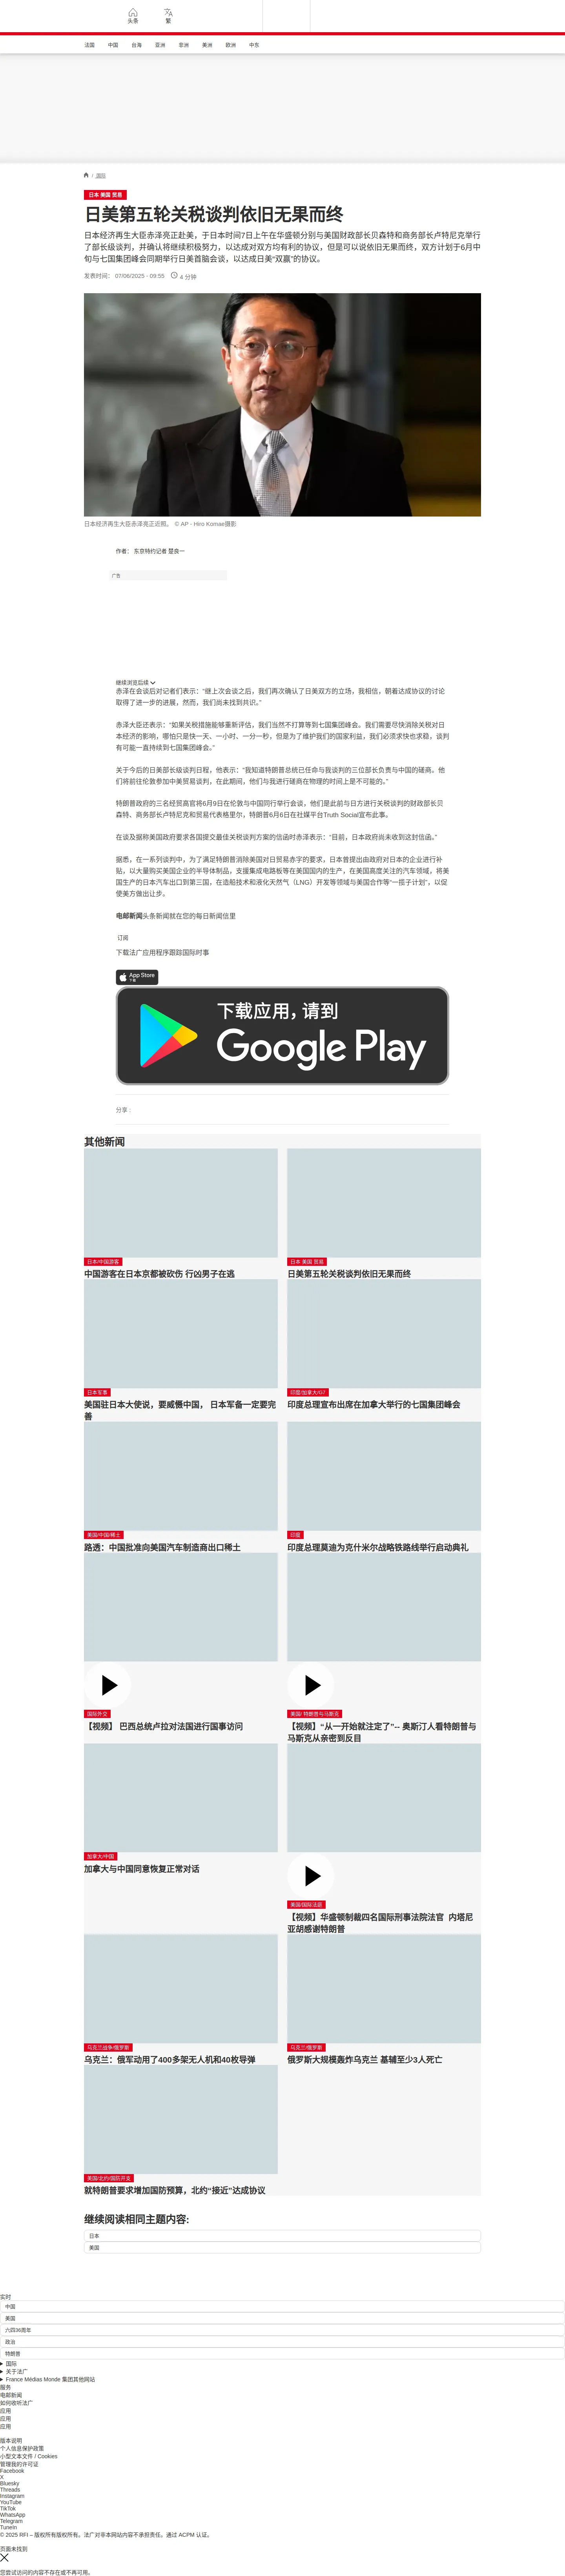 头条
繁
法国 中国 台海 亚洲 非洲 美洲 欧洲 中东
/ 国际
日本 美国 贸易
日美第五轮关税谈判依旧无果而终
日本经济再生大臣赤泽亮正赴美，于日本时间7日上午在华盛顿分别与美国财政部长贝森特和商务部长卢特尼克举行
了部长级谈判，并确认将继续积极努力，以达成对双方均有利的协议，但是可以说依旧无果而终，双方计划于6月中
旬与七国集团峰会同期举行日美首脑会谈，以达成日美“双赢”的协议。
发表时间： 07/06/2025 - 09:55 4 分钟
日本经济再生大臣赤泽亮正近照。 © AP - Hiro Komae摄影
作者： 东京特约记者 楚良一
广告
继续浏览后续
赤泽在会谈后对记者们表示：“继上次会谈之后，我们再次确认了日美双方的立场，我相信，朝着达成协议的讨论
取得了进一步的进展，然而，我们尚未找到共识。”
赤泽大臣还表示：“如果关税措施能够重新评估，我们当然不打算等到七国集团峰会。我们需要尽快消除关税对日
本经济的影响，哪怕只是快一天、一小时、一分一秒，但是为了维护我们的国家利益，我们必须求快也求稳，谈判
有可能一直持续到七国集团峰会。”
关于今后的日美部长级谈判日程，他表示：“我知道特朗普总统已任命与我谈判的三位部长负责与中国的磋商。他
们将前往伦敦参加中美贸易谈判，在此期间，他们与我进行磋商在物理的时间上是不可能的。”
特朗普政府的三名经贸高官将6月9日在伦敦与中国同行举行会谈，他们是此前与日方进行关税谈判的财政部长贝
森特、商务部长卢特尼克和贸易代表格里尔，特朗普6月6日在社媒平台Truth Social宣布此事。
在谈及据称美国政府要求各国提交最佳关税谈判方案的信函时赤泽表示：“目前，日本政府尚未收到这封信函。”
据悉，在一系列谈判中，为了满足特朗普消除美国对日贸易赤字的要求，日本曾提出由政府对日本的企业进行补
贴，以大量购买美国企业的半导体制品，支援集成电路板等在美国国内的生产，在美国高度关注的汽车领域，将美
国生产的日本汽车出口到第三国，在造船技术和液化天然气（LNG）开发等领域与美国合作等“一揽子计划”，以促
使美方做出让步。
电邮新闻头条新闻就在您的每日新闻信里
订阅
下载法广应用程序跟踪国际时事
App Store
下载
下载应用，请到
Google Play
分享 :
其他新闻
日本/中国游客
中国游客在日本京都被砍伤 行凶男子在逃
日本 美国 贸易
日美第五轮关税谈判依旧无果而终
日本军事
美国驻日本大使说，要威慑中国， 日本军备一定要完
善
印度/加拿大/G7
印度总理宣布出席在加拿大举行的七国集团峰会
美国/中国/稀土
路透：中国批准向美国汽车制造商出口稀土
印度
印度总理莫迪为克什米尔战略铁路线举行启动典礼
国际外交
【视频】 巴西总统卢拉对法国进行国事访问
美国/ 特朗普与马斯克
【视频】“从一开始就注定了”-- 奥斯汀人看特朗普与
马斯克从亲密到反目
加拿大/中国
加拿大与中国同意恢复正常对话
美国/国际法庭
【视频】华盛顿制裁四名国际刑事法院法官 内塔尼
亚胡感谢特朗普
乌克兰战争/俄罗斯
乌克兰：俄军动用了400多架无人机和40枚导弹
乌克兰/俄罗斯
俄罗斯大规模轰炸乌克兰 基辅至少3人死亡
美国/北约/国防开支
就特朗普要求增加国防预算，北约“接近”达成协议
继续阅读相同主题内容:
日本
美国
实时
中国
美国
六四36周年
政治
特朗普
国际
关于法广
France Médias Monde 集团其他网站
服务
电邮新闻
如何收听法广
应用
应用
应用
版本说明
个人信息保护政策
小型文本文件 / Cookies
管理我的许可证
Facebook
X
Bluesky
Threads
Instagram
YouTube
TikTok
WhatsApp
Telegram
TuneIn
© 2025 RFI – 版权所有版权所有。法广对非本网站内容不承担责任。通过 ACPM 认证。
页面未找到
您尝试访问的内容不存在或不再可用。